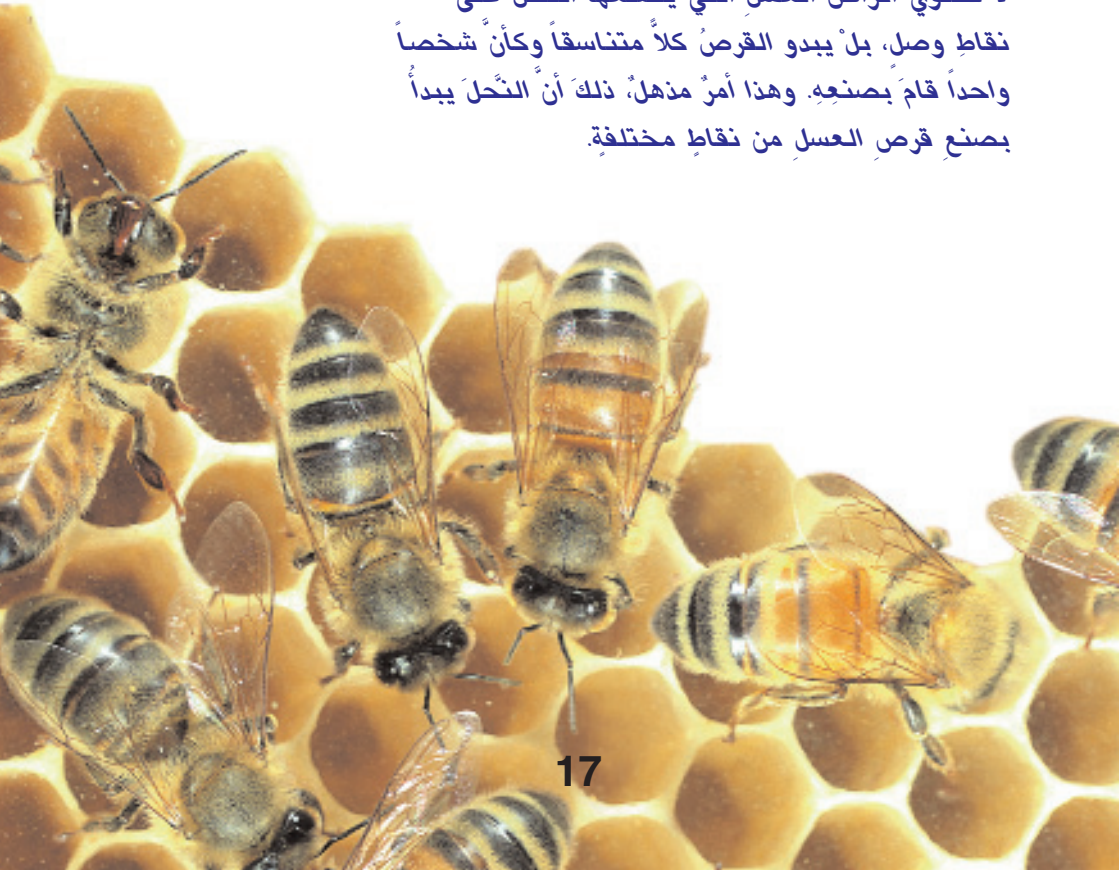 نقاطِ وصلٍ، بلْ يبدو القرصُ كلاًّ متناسقاً وكأنَّ شخصاً
واحداً قامَ بصنعِهِ. وهذا أمرٌ مذهلٌ، ذلكَ أنَّ النَّحلَ يبدأُ
بصنعِ قرصِ العسلِ من نقاطٍ مختلفةٍ.
17